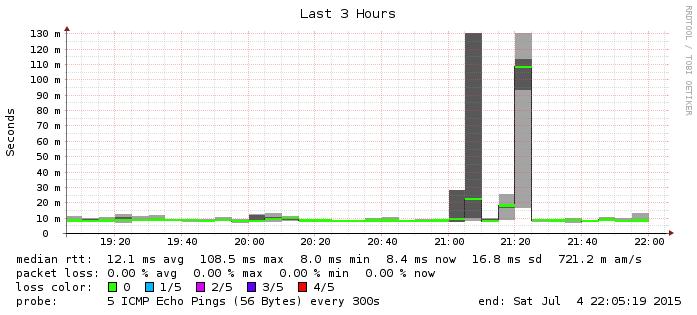 Last 3 Hours
RRDTOOL / TOBI OETIKER
Seconds
130 m
120 m
110 m
100 m
90 m
80 m
70 m
60 m
50 m
40 m
30 m
20 m
10 m
0
19:20 19:40 20:00 20:20 20:40 21:00 21:20 21:40 22:00
median rtt: 12.1 ms avg 108.5 ms max 8.0 ms min 8.4 ms now 16.8 ms sd 721.2 m am/s
packet loss: 0.00 % avg 0.00 % max 0.00 % min 0.00 % now
loss color: 0 1/5 2/5 3/5 4/5
probe: 5 ICMP Echo Pings (56 Bytes) every 300s end: Sat Jul 4 22:05:19 2015